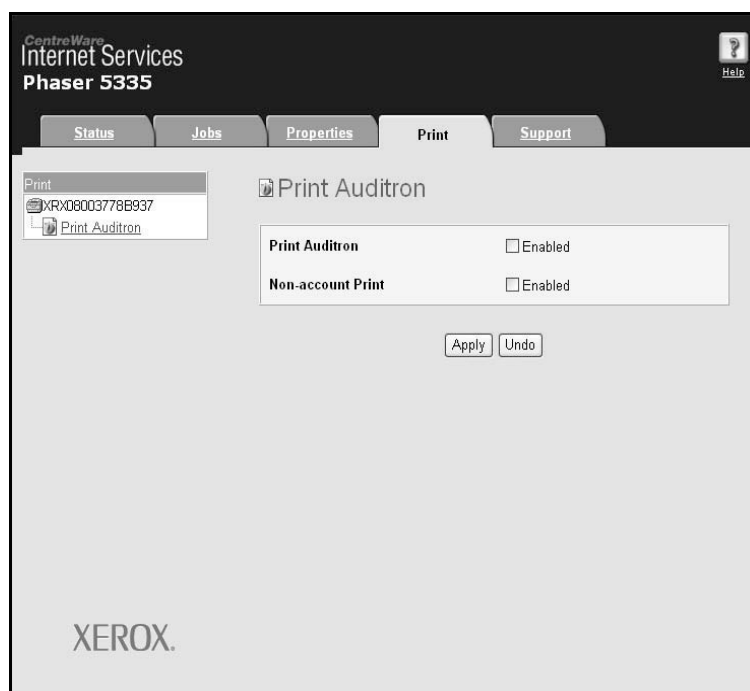 CentreWare
Internet Services
Phaser 5335
?
Help
Status Jobs Properties Print Support
Print
XRX08003778B937
Print Auditron
Print Auditron
Print Auditron Enabled
Non-account Print Enabled
Apply Undo
XEROX.